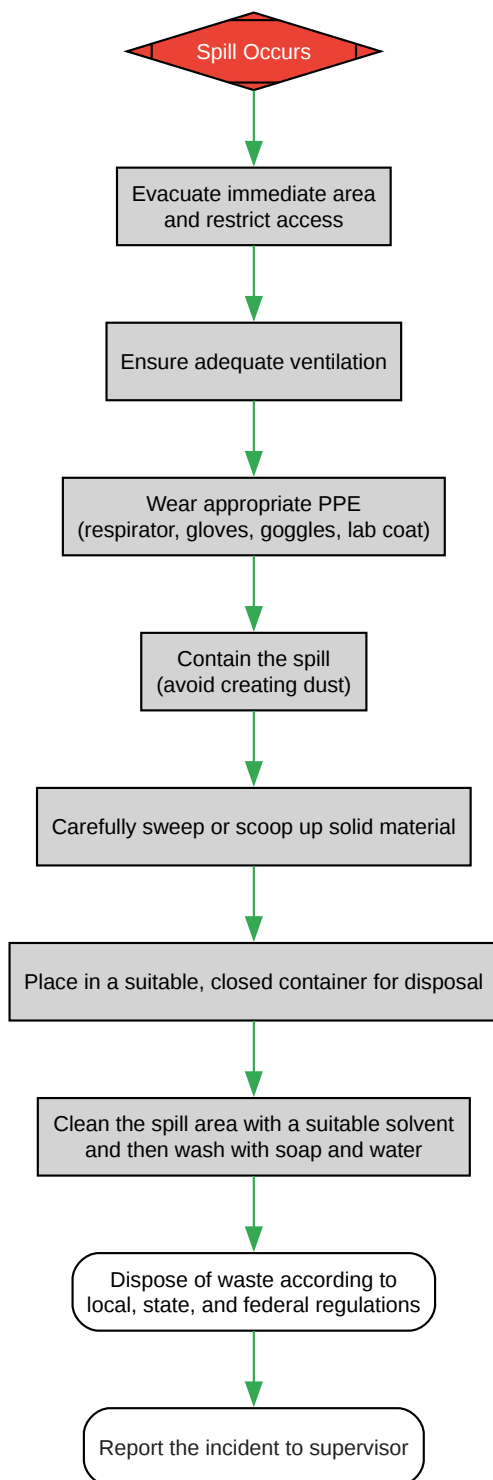 Spill Occurs
Evacuate immediate area
and restrict access
Ensure adequate ventilation
Wear appropriate PPE
(respirator, gloves, goggles, lab coat)
Contain the spill
(avoid creating dust)
Carefully sweep or scoop up solid material
Place in a suitable, closed container for disposal
Clean the spill area with a suitable solvent
and then wash with soap and water
Dispose of waste according to
local, state, and federal regulations
Report the incident to supervisor